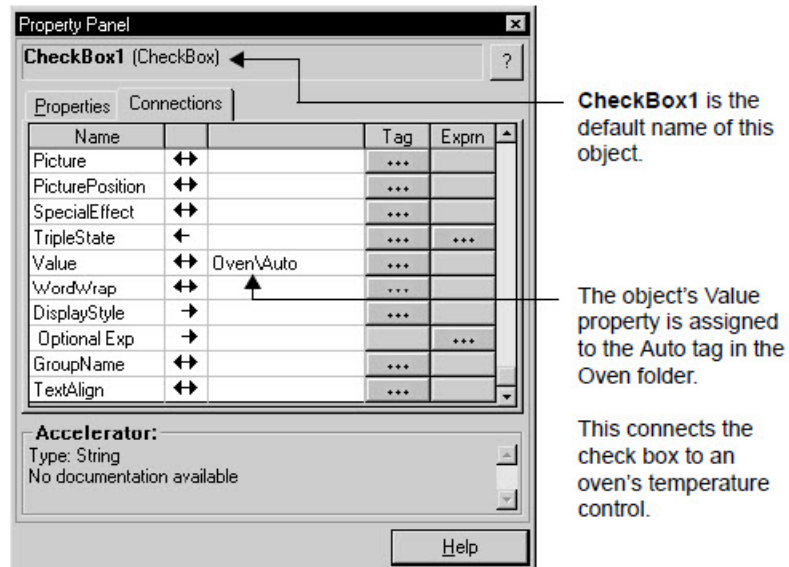 Property Panel
CheckBox1 (CheckBox)
?
Properties Connections
Name Tag Exprn
Picture
PicturePosition
SpecialEffect
TripleState
Value Oven\Auto
WordWrap
DisplayStyle
Optional Exp
GroupName
TextAlign
Accelerator:
Type: String
No documentation available
Help
CheckBox1 is the
default name of this
object.
The object's Value
property is assigned
to the Auto tag in the
Oven folder.
This connects the
check box to an
oven's temperature
control.